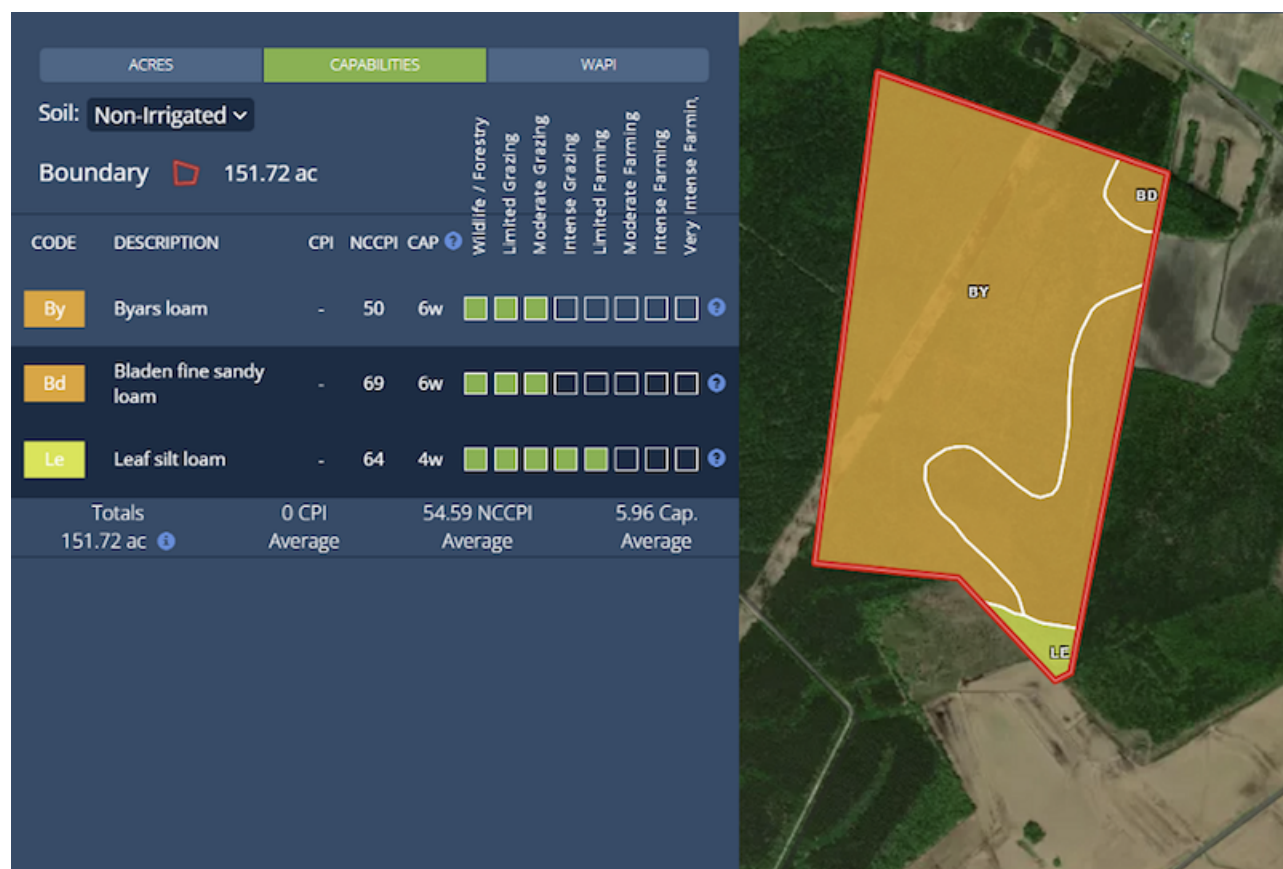 ACRES CAPABILITIES WAPI
Soil: Non-Irrigated
Boundary 151.72 ac
CODE DESCRIPTION CPI NCCPI CAP ? Wildlife / Forestry Limited Grazing Moderate Grazing Intense Grazing Limited Farming Moderate Farming Intense Farming Very Intense Farmin,
By Byars loam - 50 6w ?
Bd Bladen fine sandy
loam - 69 6w ?
Le Leaf silt loam - 64 4w ?
Totals 0 CPI 54.59 NCCPI 5.96 Cap.
151.72 ac i Average Average Average
BD
BY
LE